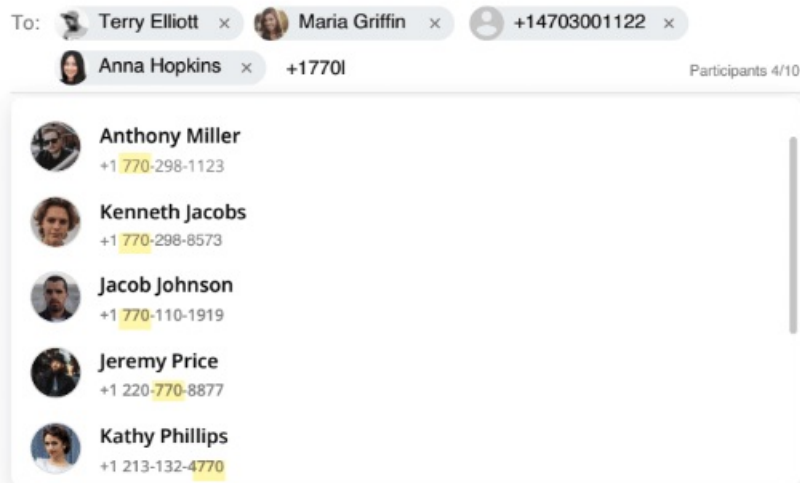 To: Terry Elliott × Maria Griffin × +14703001122 ×
Anna Hopkins × +1770l Participants 4/10
Anthony Miller
+1 770-298-1123
Kenneth Jacobs
+1 770-298-8573
Jacob Johnson
+1 770-110-1919
Jeremy Price
+1 220-770-8877
Kathy Phillips
+1 213-132-4770